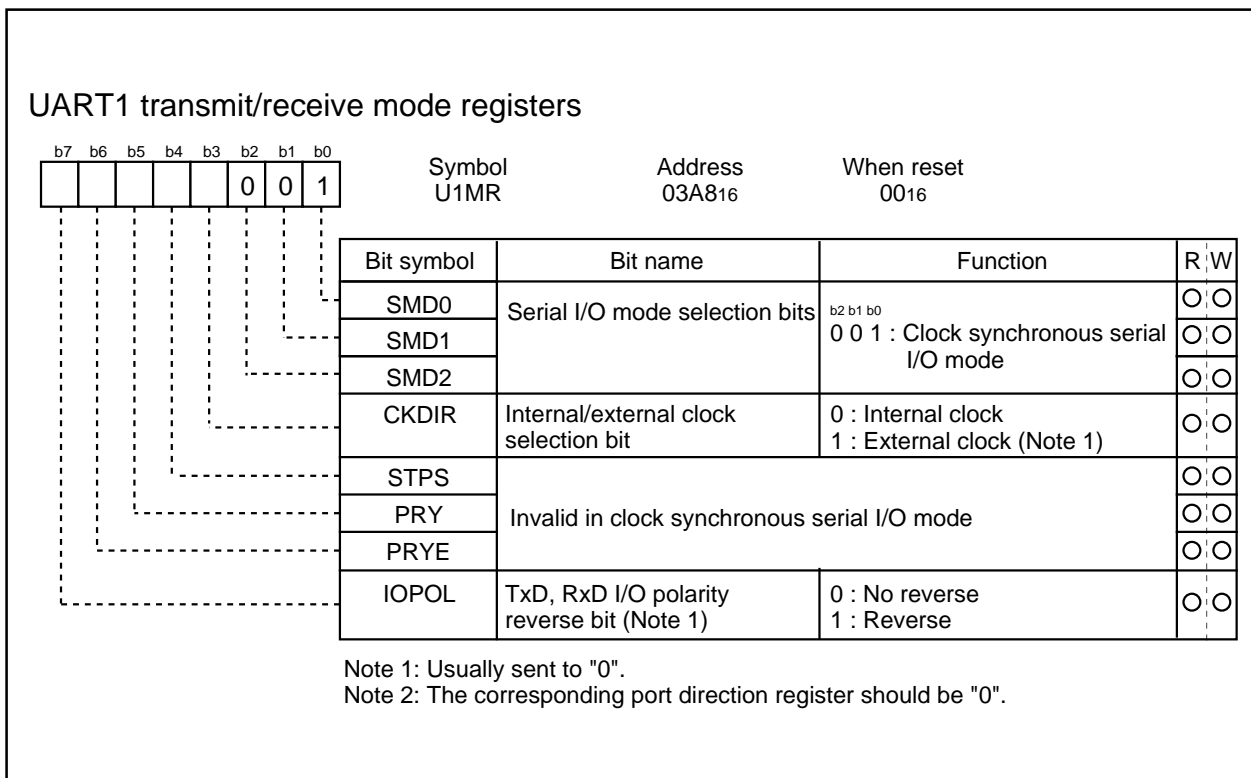 UART1 transmit/receive mode registers
b7 b6 b5 b4 b3 b2 b1 b0
0 0 1
Symbol Address When reset
U1MR 03A816 0016
Bit symbol Bit name Function R W
SMD0 Serial I/O mode selection bits b2 b1 b0
SMD1 0 0 1 : Clock synchronous serial
I/O mode
SMD2
CKDIR Internal/external clock 0 : Internal clock
selection bit 1 : External clock (Note 1)
STPS
PRY Invalid in clock synchronous serial I/O mode
PRYE
IOPOL TxD, RxD I/O polarity 0 : No reverse
reverse bit (Note 1) 1 : Reverse
Note 1: Usually sent to "0".
Note 2: The corresponding port direction register should be "0".